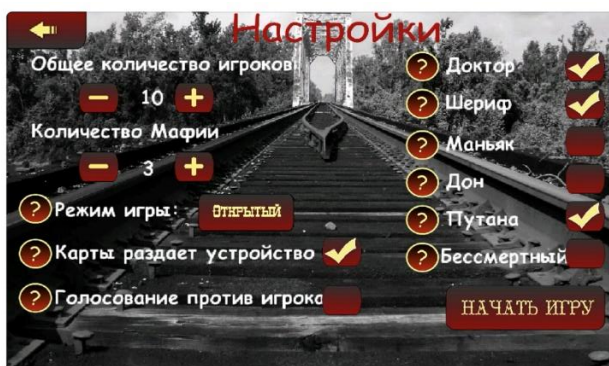 Настройки
Общее количество игроков:
10
Количество Мафии
3
? Режим игры: Открытый
? Карты раздает устройство
? Голосование против игрока
? Доктор
? Шериф
? Маньяк
? Дон
? Путана
? Бессмертный
НАЧАТЬ ИГРУ